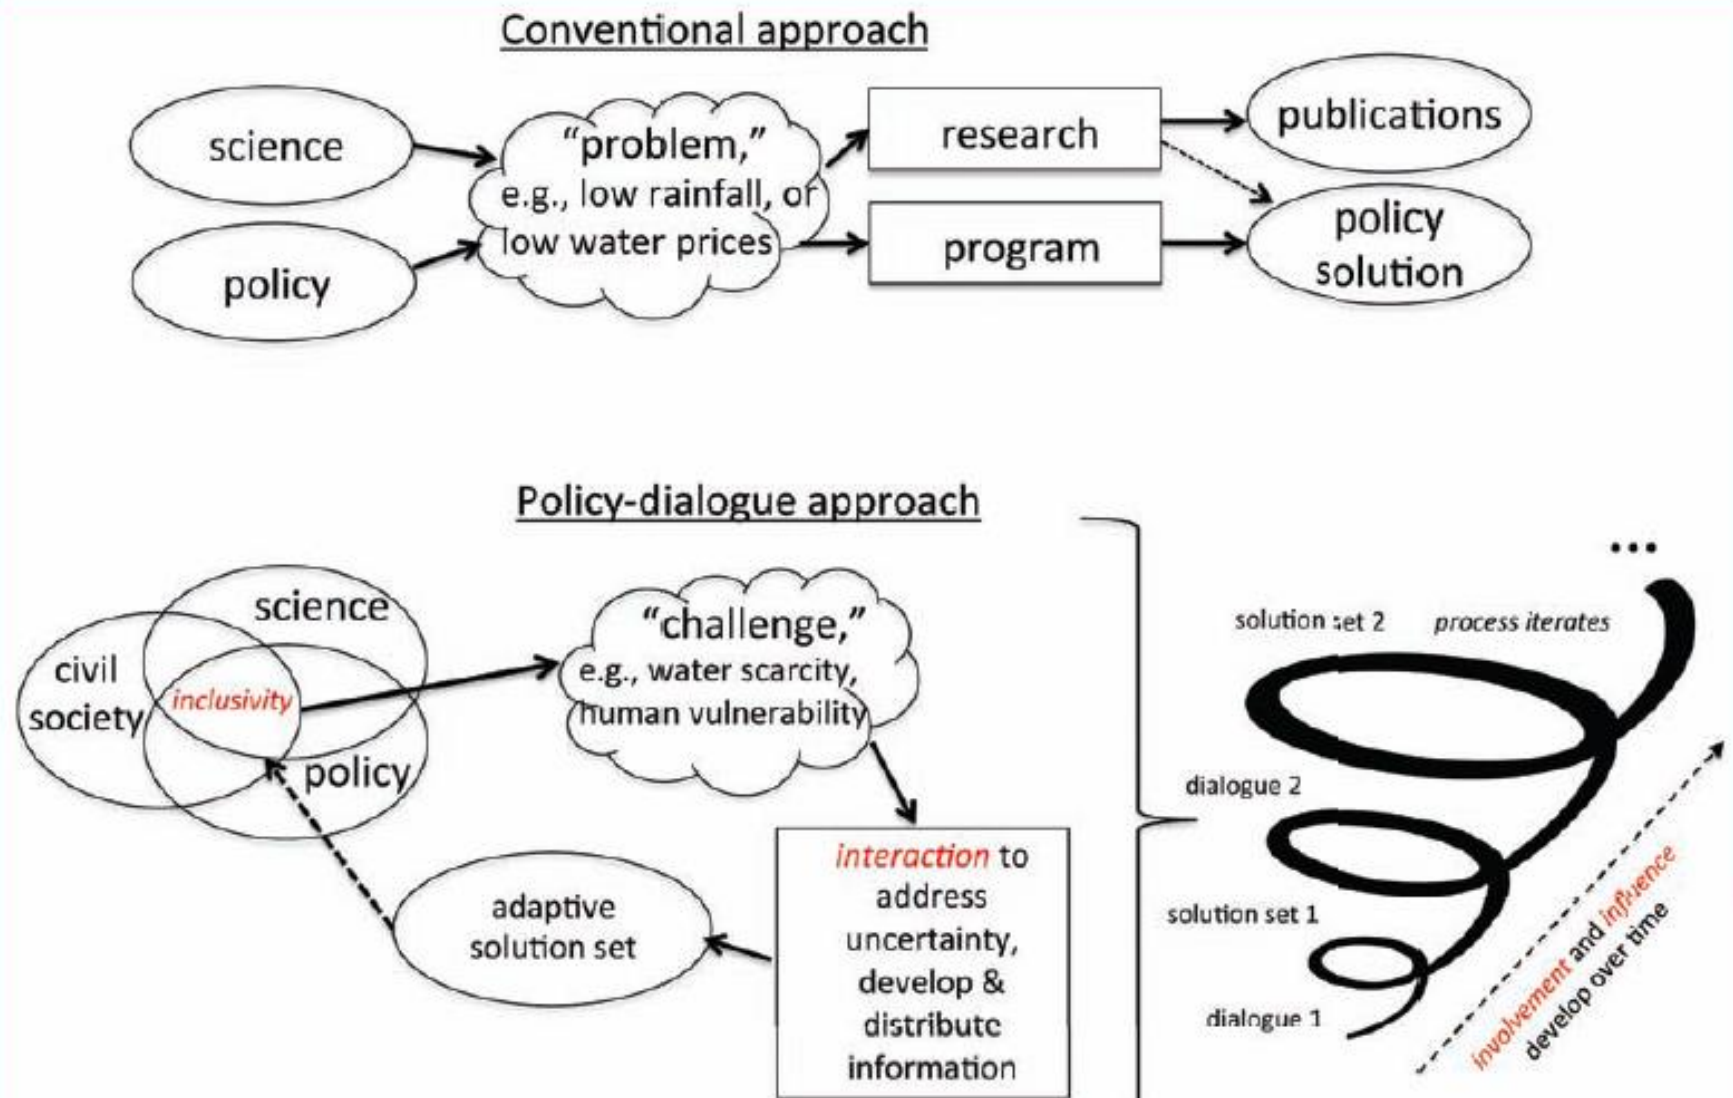 Conventional approach
science
policy
“problem,”
e.g., low rainfall, or
low water prices
research
program
publications
policy
solution
Policy-dialogue approach
science
civil
society
inclusivity
policy
“challenge,”
e.g., water scarcity,
human vulnerability
interaction to
address
uncertainty,
develop &
distribute
information
adaptive
solution set
...
solution set 2
process iterates
dialogue 2
solution set 1
dialogue 1
involvement and influence
develop over time